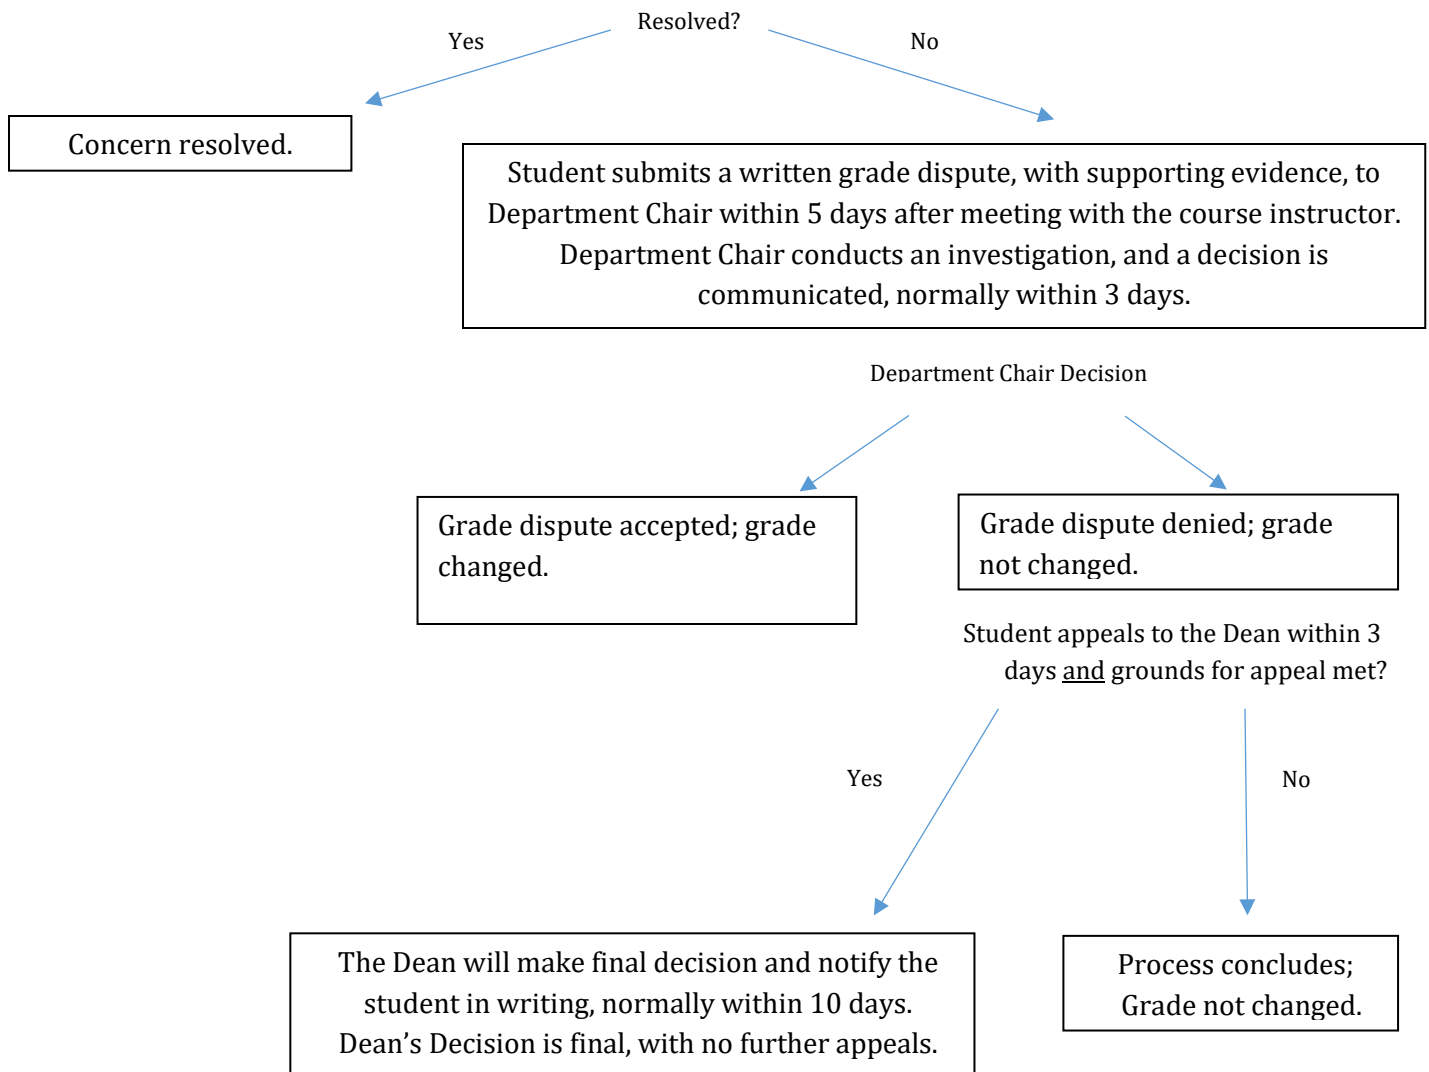 Resolved?
Yes
No
Concern resolved.
Student submits a written grade dispute, with supporting evidence, to
Department Chair within 5 days after meeting with the course instructor.
Department Chair conducts an investigation, and a decision is
communicated, normally within 3 days.
Department Chair Decision
Grade dispute accepted; grade
changed.
Grade dispute denied; grade
not changed.
Student appeals to the Dean within 3
days and grounds for appeal met?
Yes
No
The Dean will make final decision and notify the
student in writing, normally within 10 days.
Dean’s Decision is final, with no further appeals.
Process concludes;
Grade not changed.